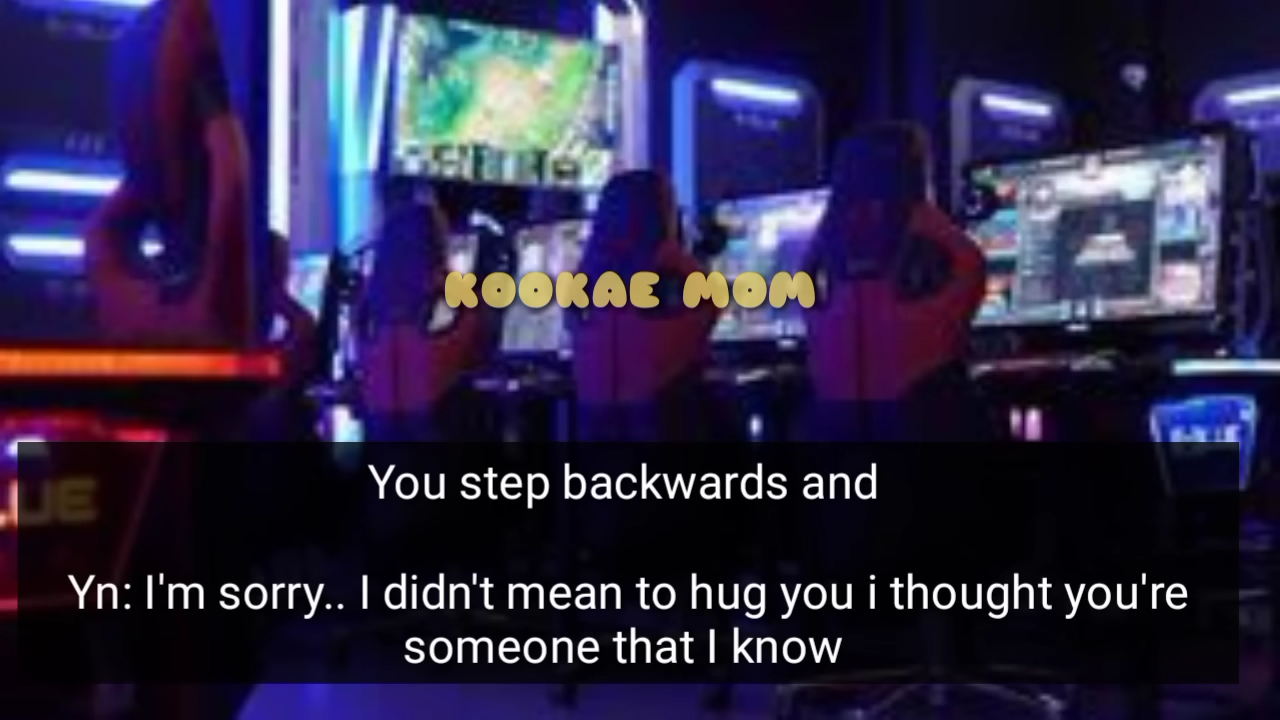 KOOKAE MOM
You step backwards and
Yn: I'm sorry.. I didn't mean to hug you i thought you're
someone that I know